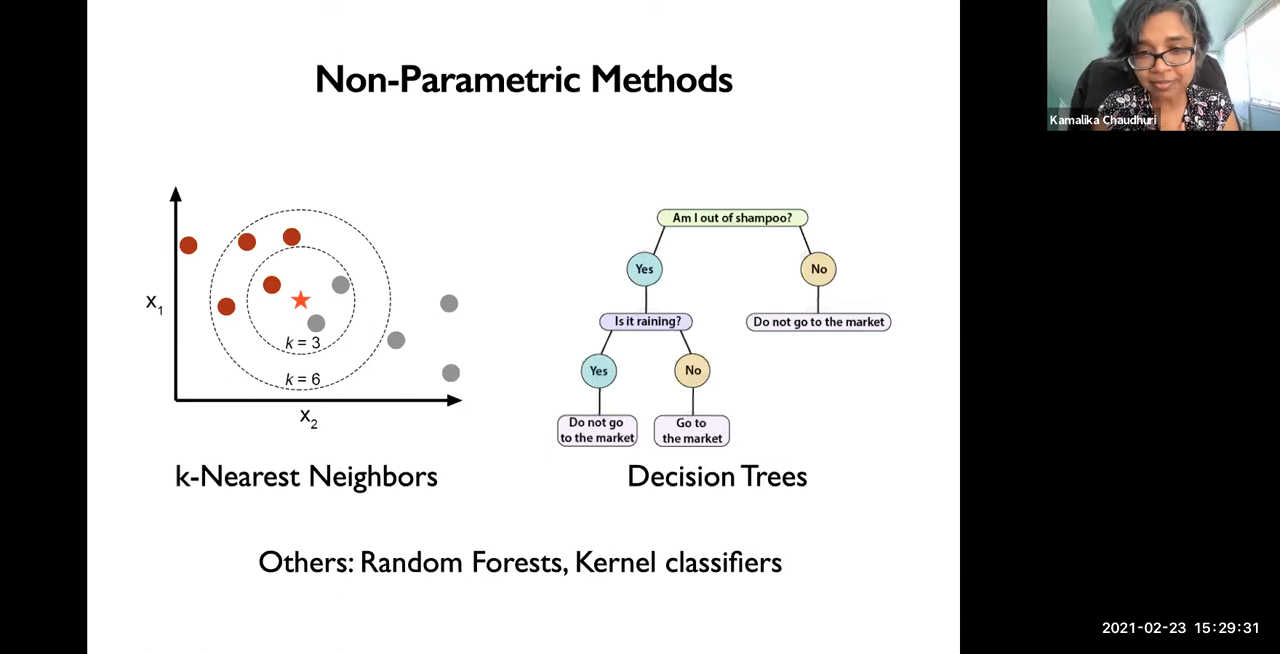 Non-Parametric Methods
Kamalika Chaudhuri
x1
k = 3
k = 6
x2
Am I out of shampoo?
Yes
No
Is it raining?
Do not go to the market
Yes
No
Do not go
to the market
Go to
the market
k-Nearest Neighbors
Decision Trees
Others: Random Forests, Kernel classifiers
2021-02-23 15:29:31